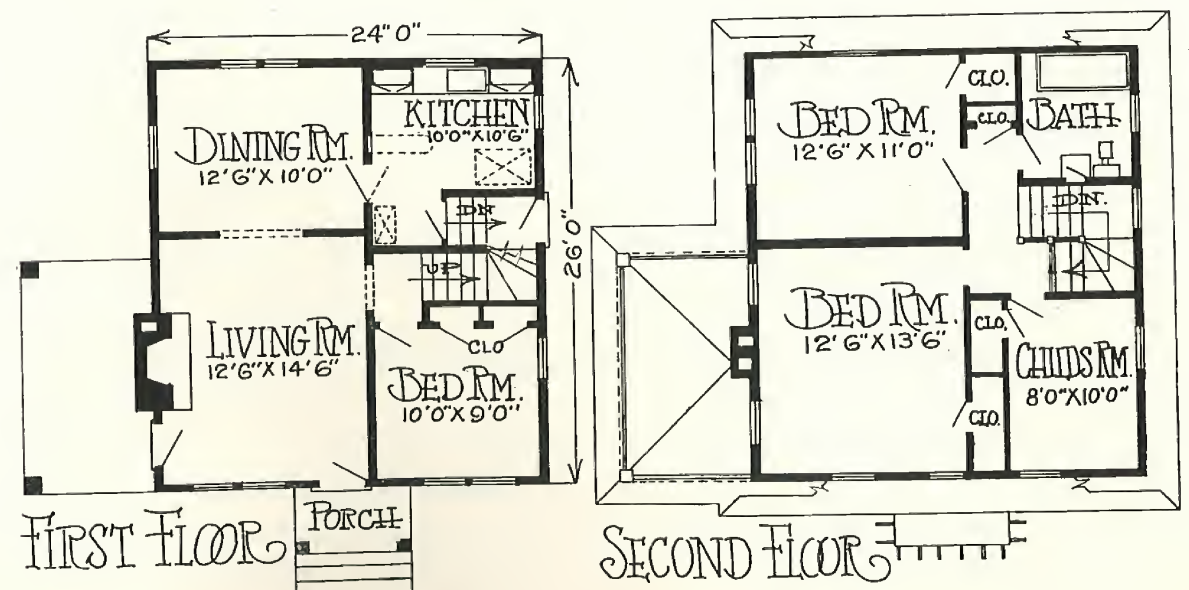 24" 0"
DINING RM.
12'6" X 10'0"
KITCHEN
10'0" X 10'6"
DN
UP
26'0"
LIVING RM.
12'6" X 14'6"
CLO
BED RM.
10'0" X 9'0"
PORCH
FIRST FLOOR
BED RM.
12'6" X 11'0"
CLO.
CLO.
BATH
DN.
BED RM.
12'6" X 13'6"
CLO.
CHILDS RM.
8'0" X 10'0"
CLO.
SECOND FLOOR